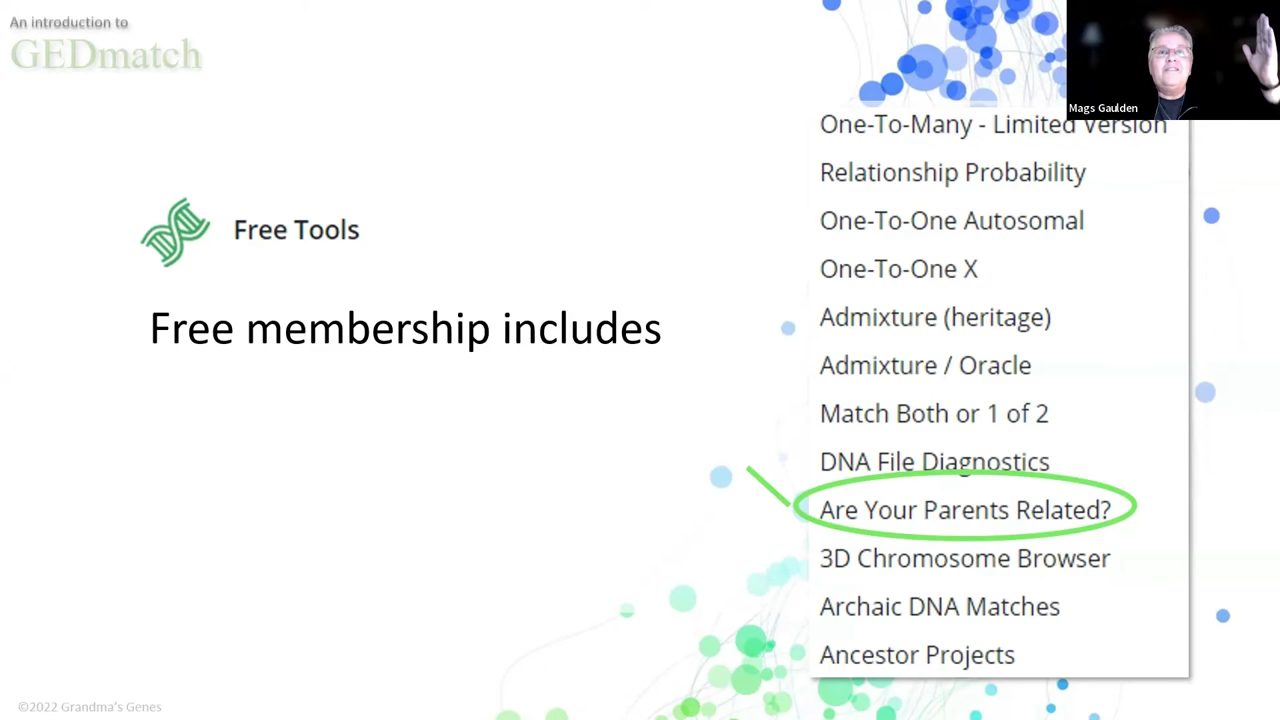 An introduction to
GEDmatch
Mags Gaulden
Free Tools
Free membership includes
One-To-Many - Limited Version
Relationship Probability
One-To-One Autosomal
One-To-One X
Admixture (heritage)
Admixture / Oracle
Match Both or 1 of 2
DNA File Diagnostics
Are Your Parents Related?
3D Chromosome Browser
Archaic DNA Matches
Ancestor Projects
©2022 Grandma's Genes